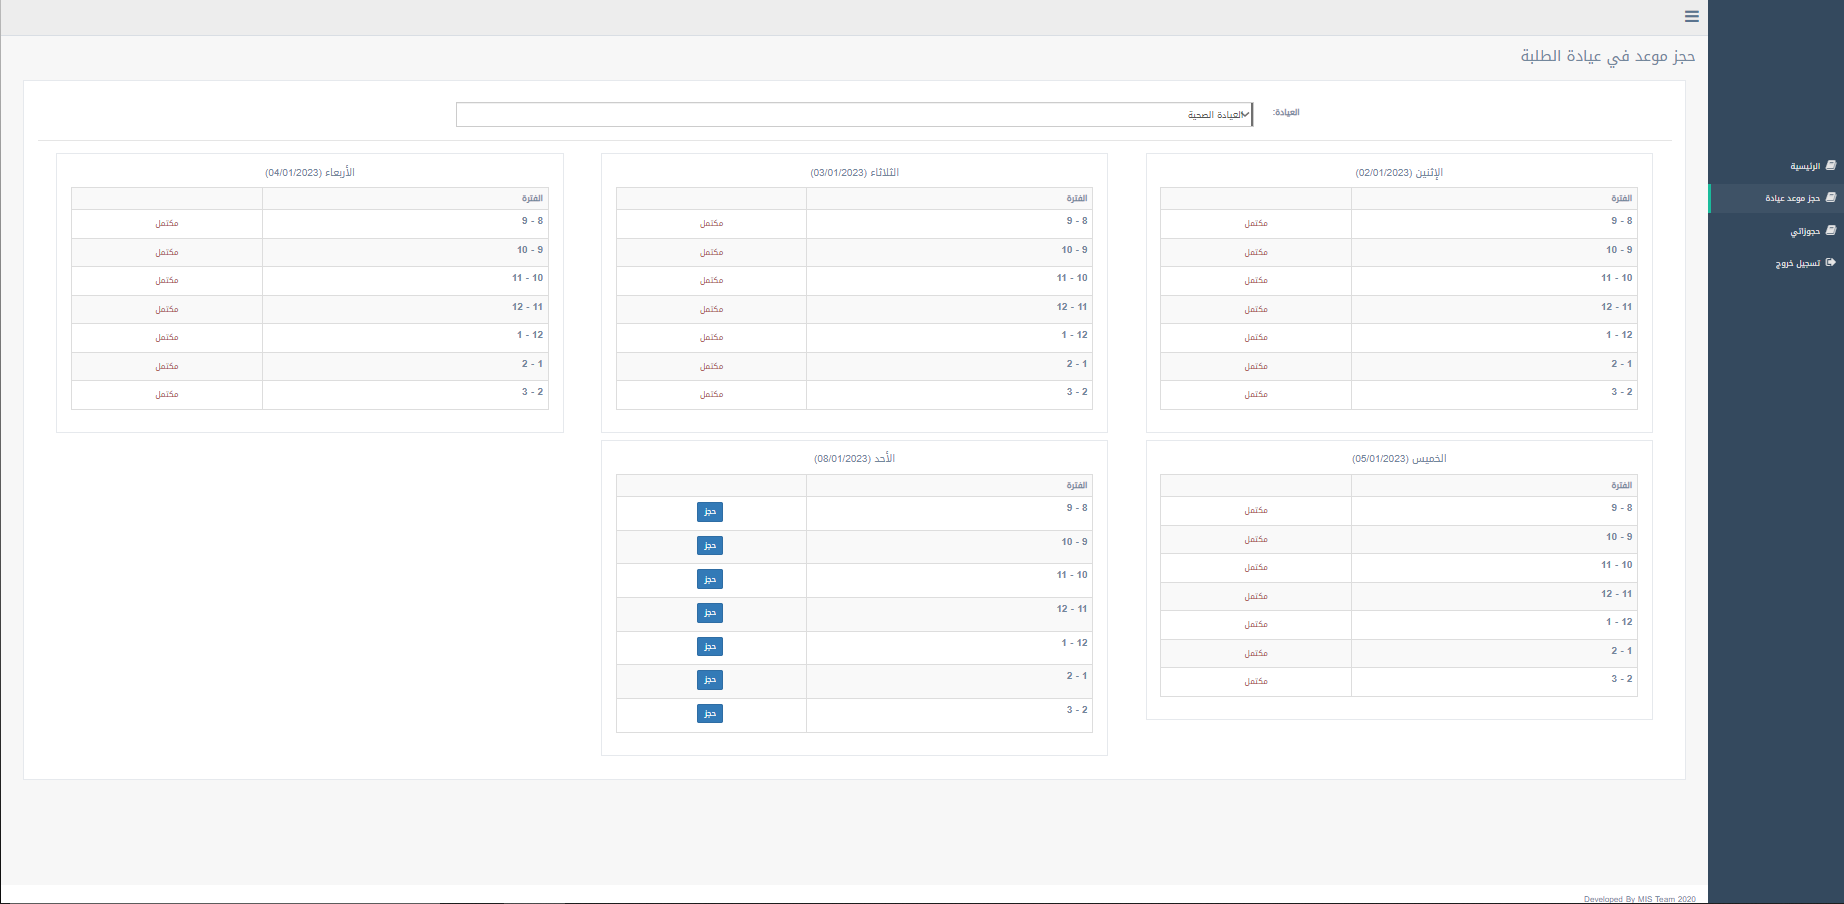 حجز موعد في عيادة الطلبة
العيادة:
العيادة الصحية
الرئيسية
حجز موعد عيادة
حجوزاتي
تسجيل خروج
الإثنين (02/01/2023)
الفترة
8 - 9 مكتمل
9 - 10 مكتمل
10 - 11 مكتمل
11 - 12 مكتمل
12 - 1 مكتمل
1 - 2 مكتمل
2 - 3 مكتمل
الثلاثاء (03/01/2023)
الفترة
8 - 9 مكتمل
9 - 10 مكتمل
10 - 11 مكتمل
11 - 12 مكتمل
12 - 1 مكتمل
1 - 2 مكتمل
2 - 3 مكتمل
الأربعاء (04/01/2023)
الفترة
8 - 9 مكتمل
9 - 10 مكتمل
10 - 11 مكتمل
11 - 12 مكتمل
12 - 1 مكتمل
1 - 2 مكتمل
2 - 3 مكتمل
الخميس (05/01/2023)
الفترة
8 - 9 مكتمل
9 - 10 مكتمل
10 - 11 مكتمل
11 - 12 مكتمل
12 - 1 مكتمل
1 - 2 مكتمل
2 - 3 مكتمل
الأحد (08/01/2023)
الفترة
8 - 9 حجز
9 - 10 حجز
10 - 11 حجز
11 - 12 حجز
12 - 1 حجز
1 - 2 حجز
2 - 3 حجز
Developed By MIS Team 2020